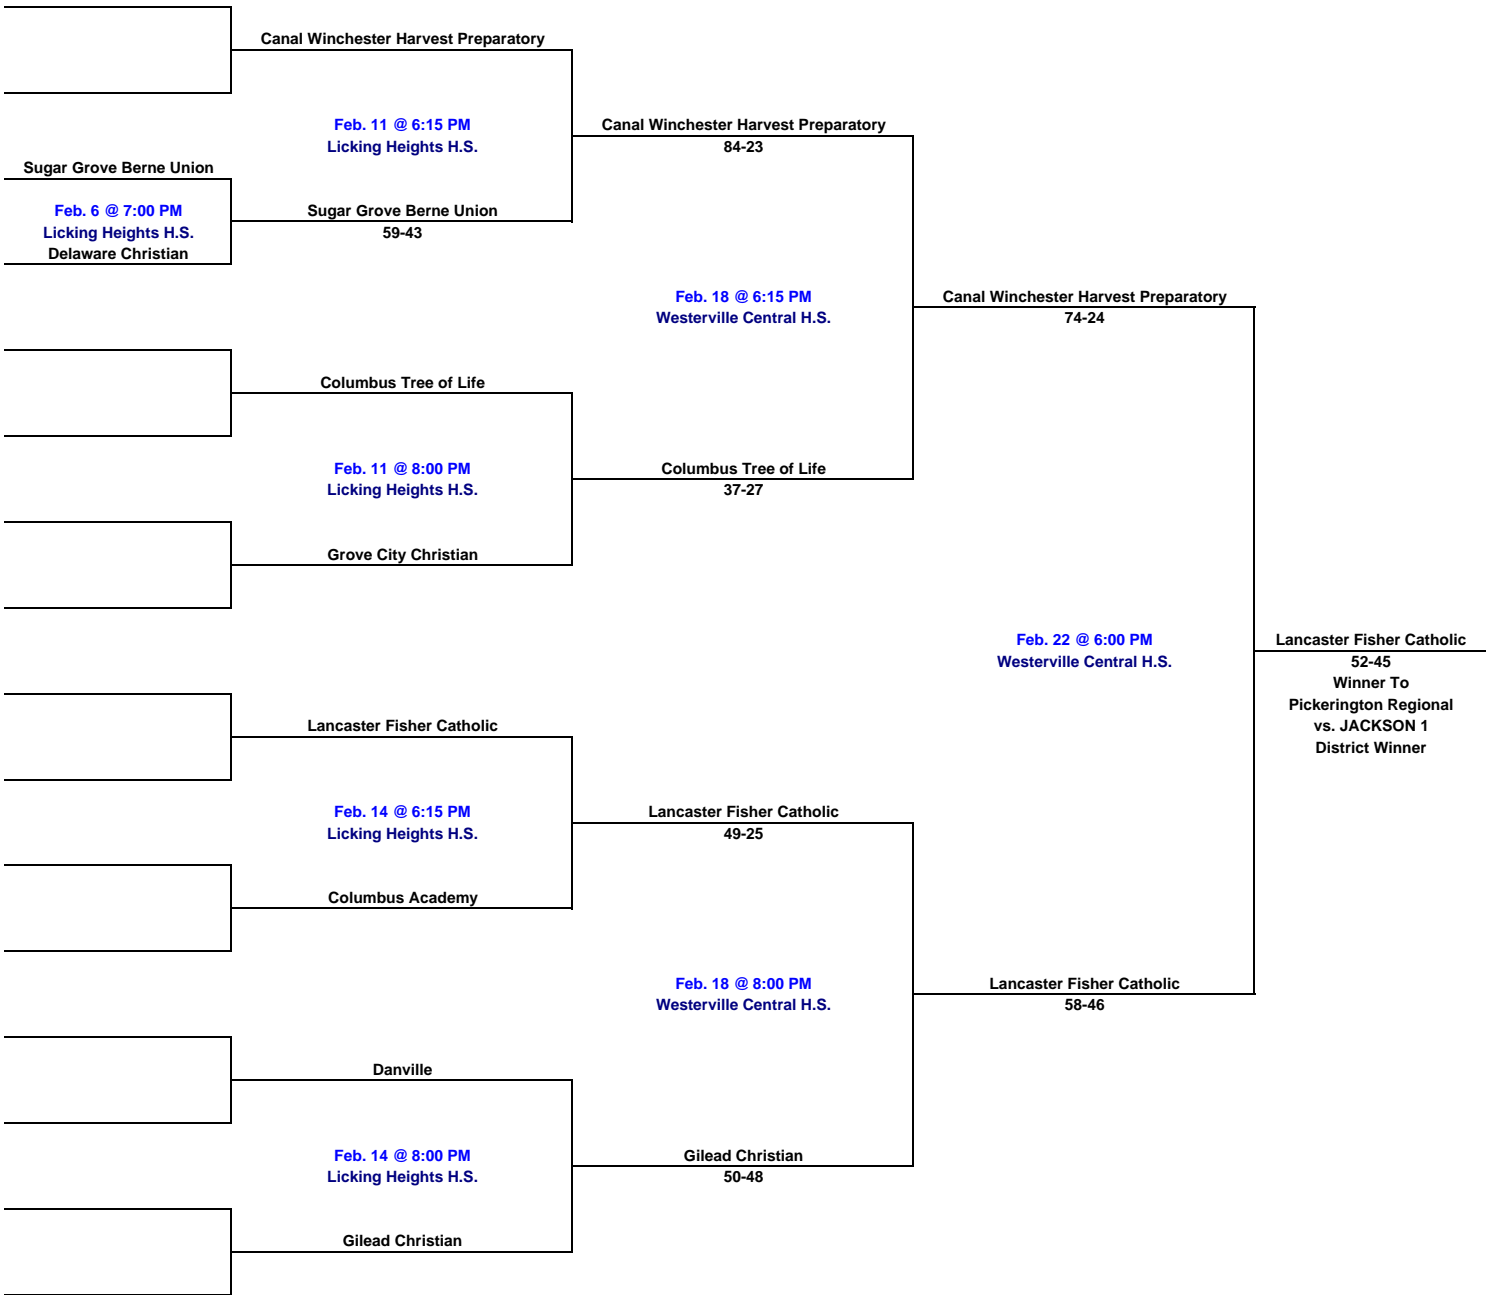 Canal Winchester Harvest Preparatory
Feb. 11 @ 6:15 PM
Licking Heights H.S.
Canal Winchester Harvest Preparatory
84-23
Sugar Grove Berne Union
Feb. 6 @ 7:00 PM
Licking Heights H.S.
Delaware Christian
Sugar Grove Berne Union
59-43
Feb. 18 @ 6:15 PM
Westerville Central H.S.
Canal Winchester Harvest Preparatory
74-24
Columbus Tree of Life
Feb. 11 @ 8:00 PM
Licking Heights H.S.
Columbus Tree of Life
37-27
Grove City Christian
Feb. 22 @ 6:00 PM
Westerville Central H.S.
Lancaster Fisher Catholic
52-45
Winner To
Pickerington Regional
vs. JACKSON 1
District Winner
Lancaster Fisher Catholic
Feb. 14 @ 6:15 PM
Licking Heights H.S.
Lancaster Fisher Catholic
49-25
Columbus Academy
Feb. 18 @ 8:00 PM
Westerville Central H.S.
Lancaster Fisher Catholic
58-46
Danville
Feb. 14 @ 8:00 PM
Licking Heights H.S.
Gilead Christian
50-48
Gilead Christian